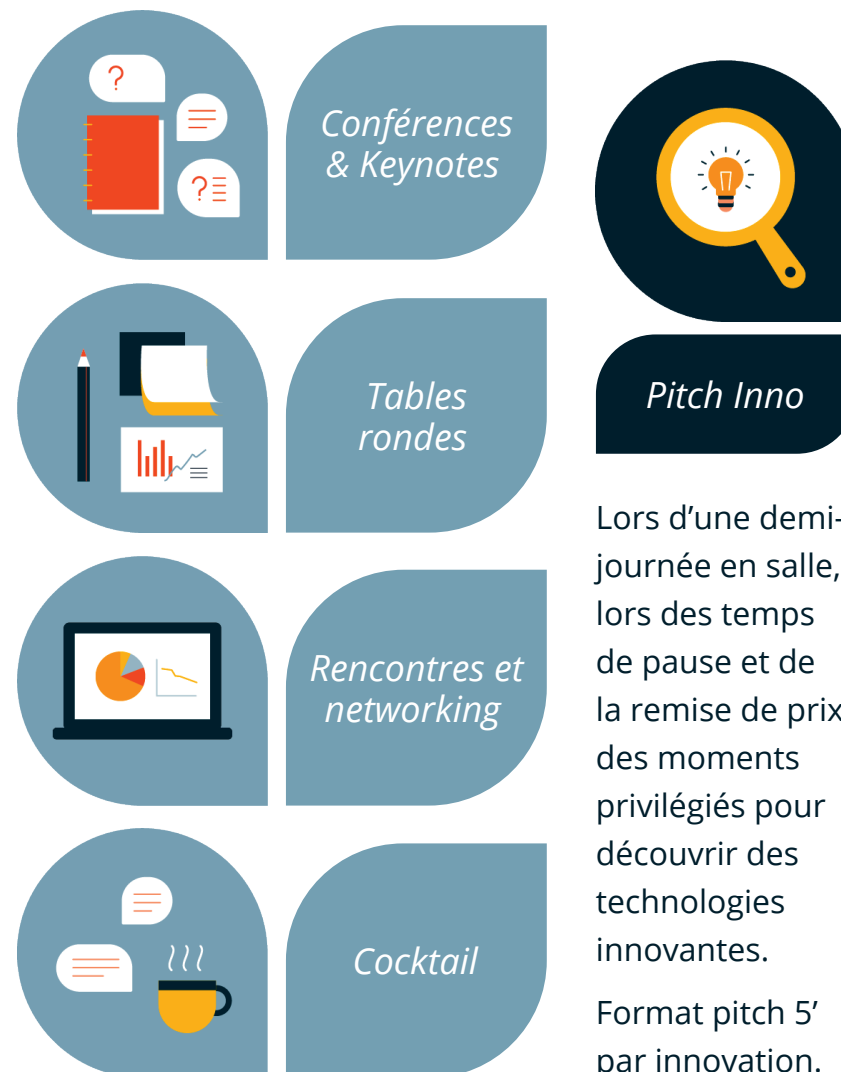 Conférences
& Keynotes
Tables
rondes
Rencontres et
networking
Cocktail
Pitch Inno
Lors d’une demi-
journée en salle,
lors des temps
de pause et de
la remise de prix
des moments
privilégiés pour
découvrir des
technologies
innovantes.
Format pitch 5’
par innovation.